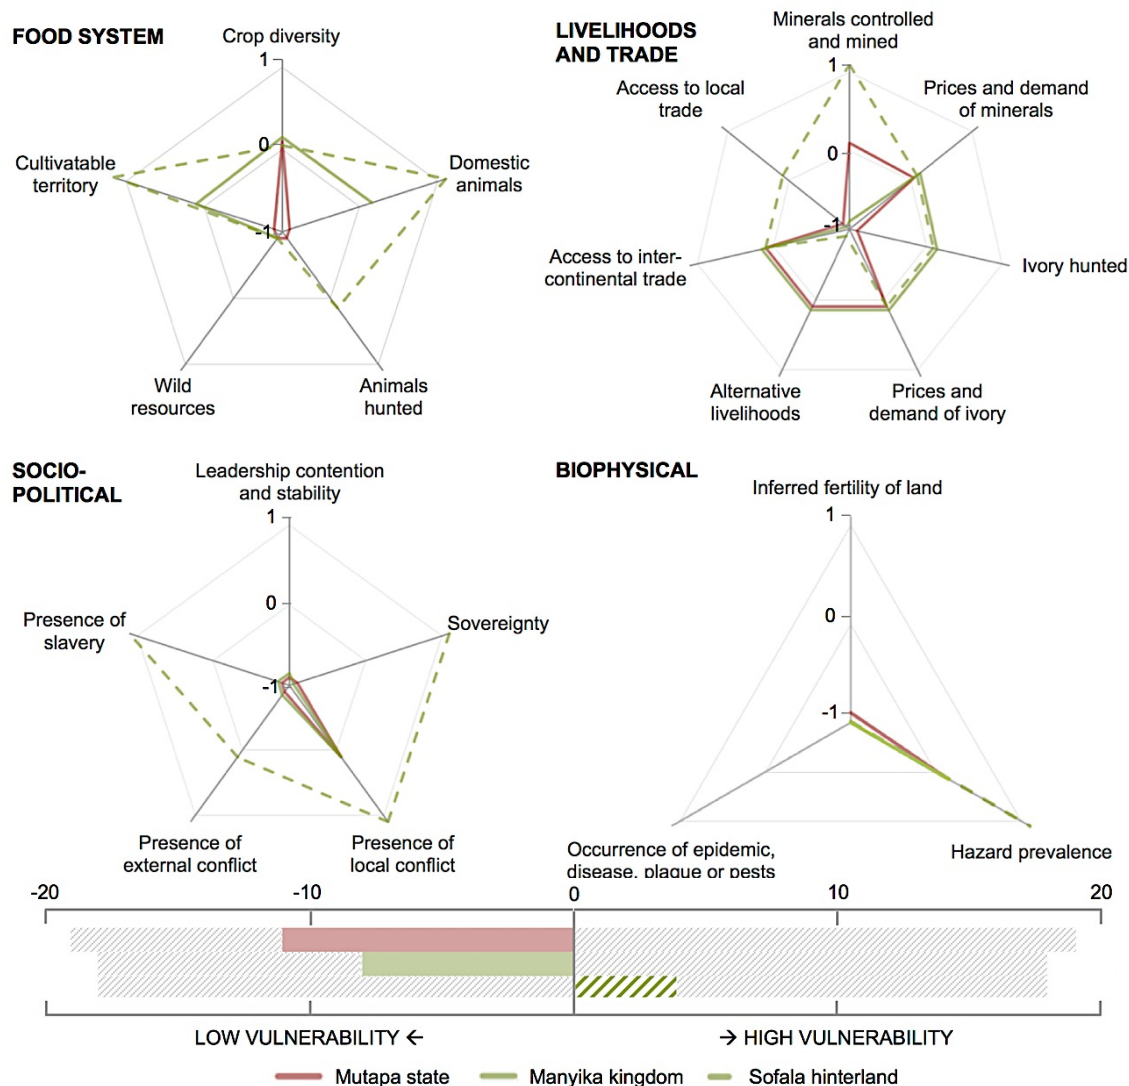 FOOD SYSTEM
Crop diversity
1
0
-1
Cultivatable
territory
Domestic
animals
Wild
resources
Animals
hunted
LIVELIHOODS
AND TRADE
Minerals controlled
and mined
1
0
-1
Access to local
trade
Prices and demand
of minerals
Access to inter-
continental trade
Ivory hunted
Alternative
livelihoods
Prices and
demand of ivory
SOCIO-
POLITICAL
Leadership contention
and stability
1
0
-1
Presence of
slavery
Sovereignty
Presence of
external conflict
Presence of
local conflict
BIOPHYSICAL
Inferred fertility of land
1
0
-1
Occurrence of epidemic,
disease, plague or pests
Hazard prevalence
-20 -10 0 10 20
LOW VULNERABILITY ← → HIGH VULNERABILITY
Mutapa state Manyika kingdom Sofala hinterland